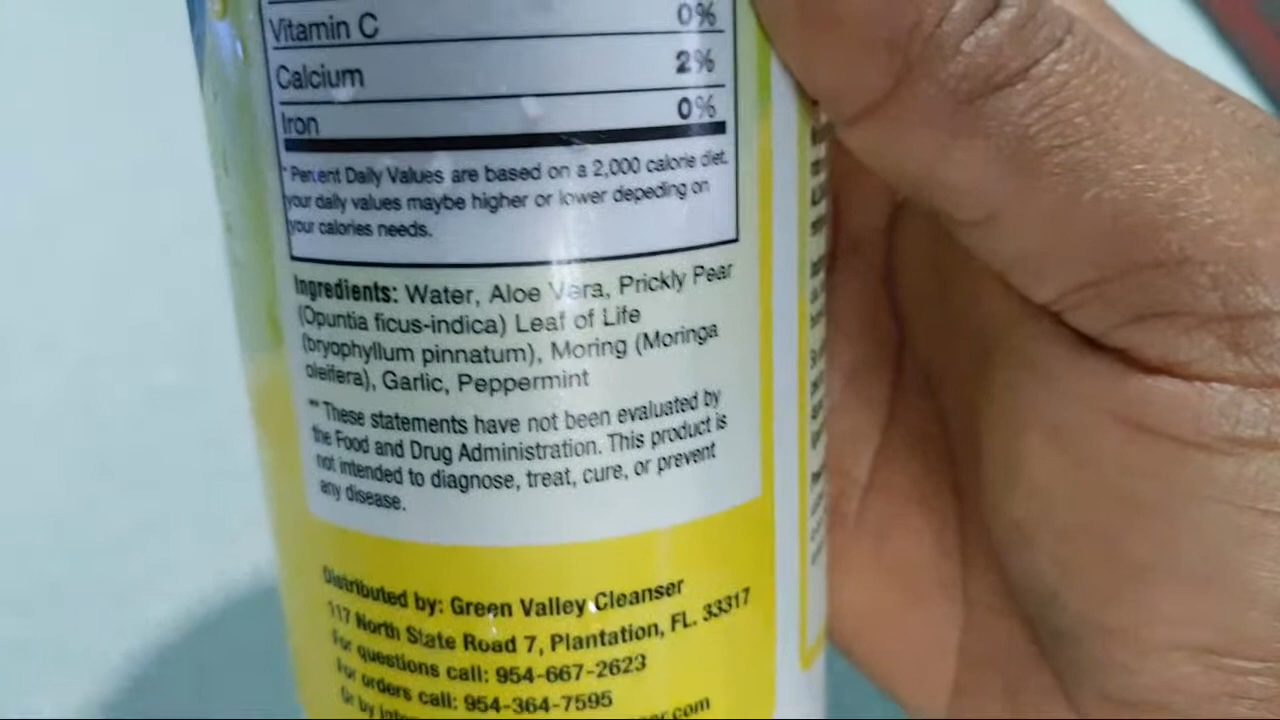 Vitamin C 0%
Calcium 2%
Iron 0%
* Percent Daily Values are based on a 2,000 calorie diet.
your daily values maybe higher or lower depeding on
your calories needs.
Ingredients: Water, Aloe Vera, Prickly Pear
(Opuntia ficus-indica) Leaf of Life
(bryophyllum pinnatum), Moring (Moringa
oleifera), Garlic, Peppermint
** These statements have not been evaluated by
the Food and Drug Administration. This product is
not intended to diagnose, treat, cure, or prevent
any disease.
Distributed by: Green Valley Cleanser
117 North State Road 7, Plantation, FL. 33317
For questions call: 954-667-2623
For orders call: 954-364-7595
Or by